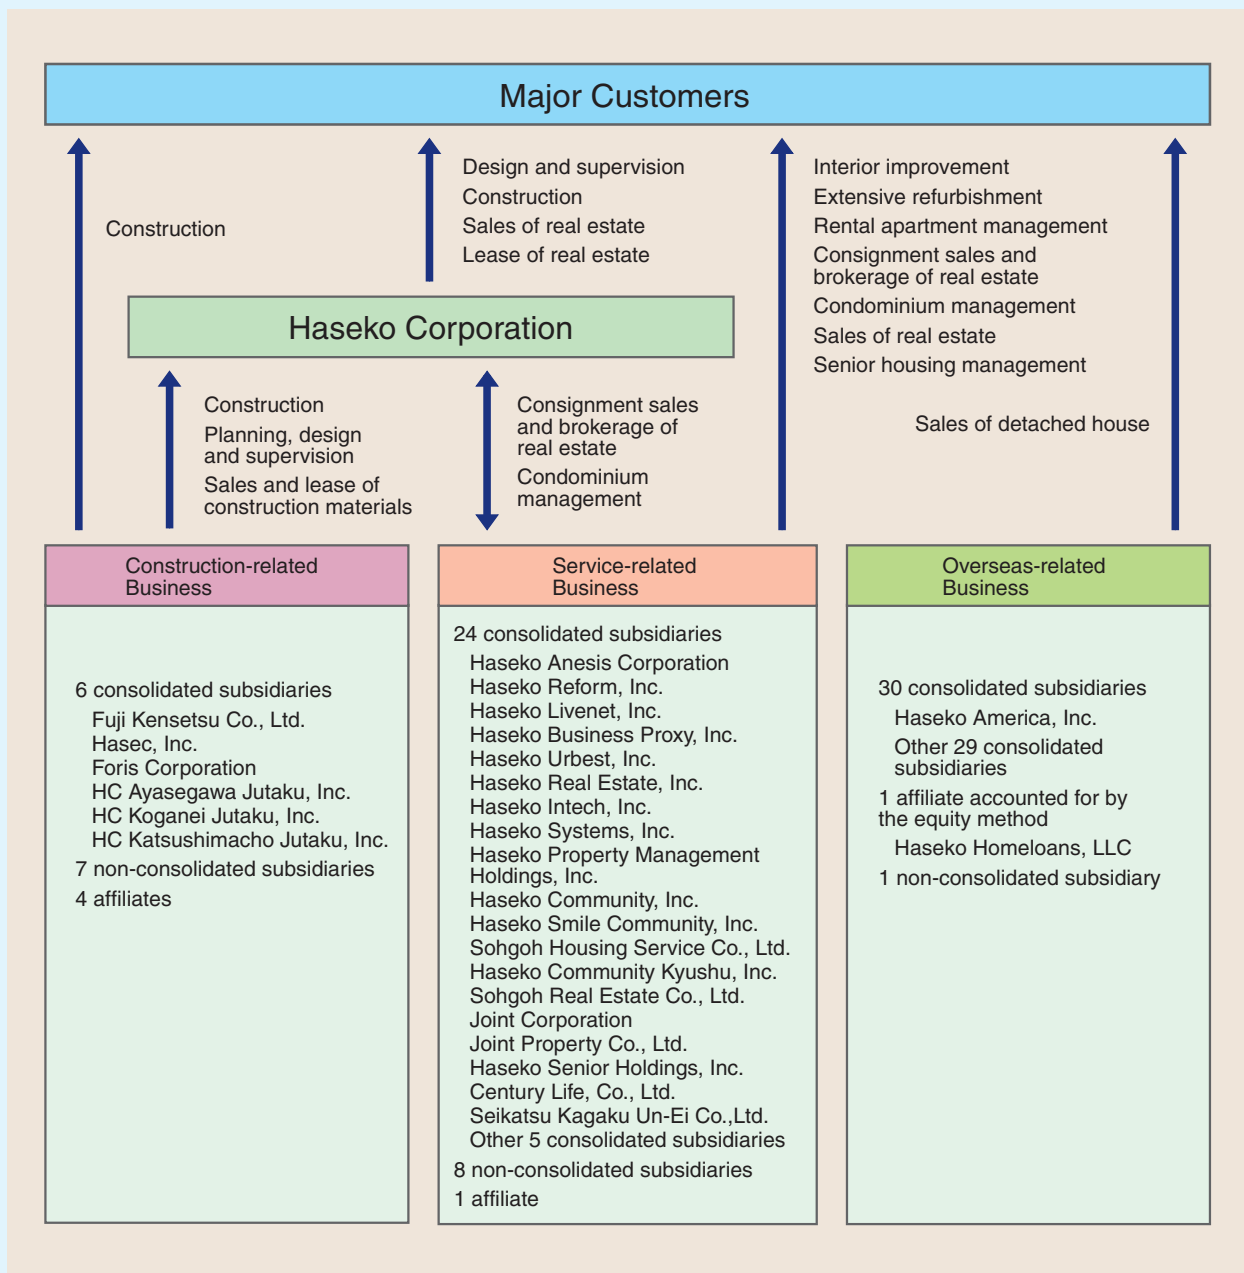 Major Customers
Construction
Design and supervision
Construction
Sales of real estate
Lease of real estate
Interior improvement
Extensive refurbishment
Rental apartment management
Consignment sales and
brokerage of real estate
Condominium management
Sales of real estate
Senior housing management
Haseko Corporation
Construction
Planning, design
and supervision
Sales and lease of
construction materials
Consignment sales
and brokerage of
real estate
Condominium
management
Sales of detached house
Construction-related
Business
6 consolidated subsidiaries
Fuji Kensetsu Co., Ltd.
Hasec, Inc.
Foris Corporation
HC Ayasegawa Jutaku, Inc.
HC Koganei Jutaku, Inc.
HC Katsushimacho Jutaku, Inc.
7 non-consolidated subsidiaries
4 affiliates
Service-related
Business
24 consolidated subsidiaries
Haseko Anesis Corporation
Haseko Reform, Inc.
Haseko Livenet, Inc.
Haseko Business Proxy, Inc.
Haseko Urbest, Inc.
Haseko Real Estate, Inc.
Haseko Intech, Inc.
Haseko Systems, Inc.
Haseko Property Management
Holdings, Inc.
Haseko Community, Inc.
Haseko Smile Community, Inc.
Sohgoh Housing Service Co., Ltd.
Haseko Community Kyushu, Inc.
Sohgoh Real Estate Co., Ltd.
Joint Corporation
Joint Property Co., Ltd.
Haseko Senior Holdings, Inc.
Century Life, Co., Ltd.
Seikatsu Kagaku Un-Ei Co.,Ltd.
Other 5 consolidated subsidiaries
8 non-consolidated subsidiaries
1 affiliate
Overseas-related
Business
30 consolidated subsidiaries
Haseko America, Inc.
Other 29 consolidated
subsidiaries
1 affiliate accounted for by
the equity method
Haseko Homeloans, LLC
1 non-consolidated subsidiary